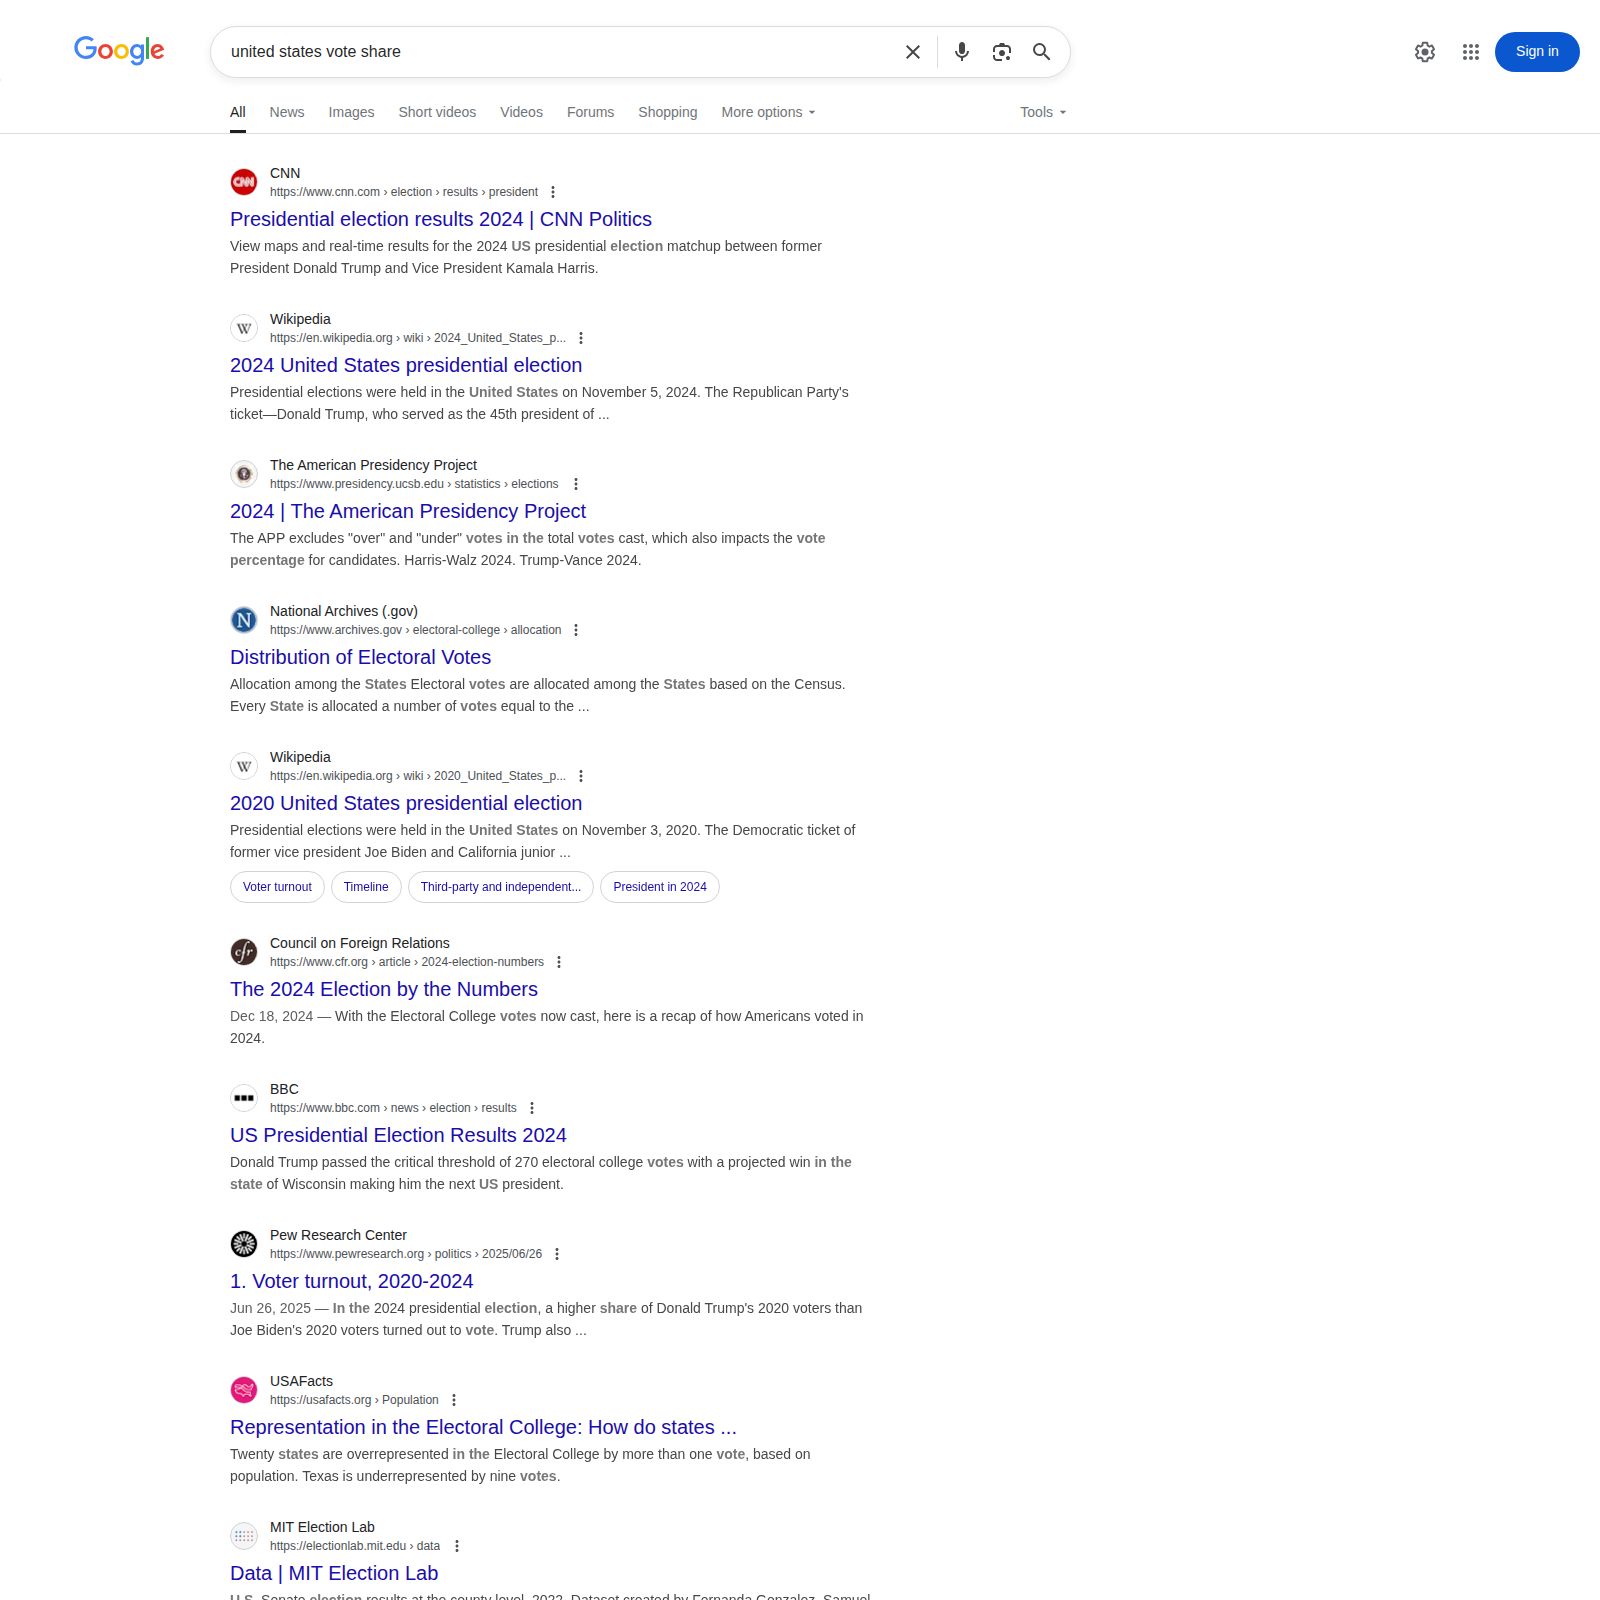 Google
united states vote share
Sign in
All News Images Short videos Videos Forums Shopping More options Tools
CNN
https://www.cnn.com › election › results › president
Presidential election results 2024 | CNN Politics
View maps and real-time results for the 2024 US presidential election matchup between former
President Donald Trump and Vice President Kamala Harris.
W
Wikipedia
https://en.wikipedia.org › wiki › 2024_United_States_p...
2024 United States presidential election
Presidential elections were held in the United States on November 5, 2024. The Republican Party's
ticket—Donald Trump, who served as the 45th president of ...
The American Presidency Project
https://www.presidency.ucsb.edu › statistics › elections
2024 | The American Presidency Project
The APP excludes "over" and "under" votes in the total votes cast, which also impacts the vote
percentage for candidates. Harris-Walz 2024. Trump-Vance 2024.
N
National Archives (.gov)
https://www.archives.gov › electoral-college › allocation
Distribution of Electoral Votes
Allocation among the States Electoral votes are allocated among the States based on the Census.
Every State is allocated a number of votes equal to the ...
W
Wikipedia
https://en.wikipedia.org › wiki › 2020_United_States_p...
2020 United States presidential election
Presidential elections were held in the United States on November 3, 2020. The Democratic ticket of
former vice president Joe Biden and California junior ...
Voter turnout Timeline Third-party and independent... President in 2024
cfr
Council on Foreign Relations
https://www.cfr.org › article › 2024-election-numbers
The 2024 Election by the Numbers
Dec 18, 2024 — With the Electoral College votes now cast, here is a recap of how Americans voted in
2024.
BBC
https://www.bbc.com › news › election › results
US Presidential Election Results 2024
Donald Trump passed the critical threshold of 270 electoral college votes with a projected win in the
state of Wisconsin making him the next US president.
Pew Research Center
https://www.pewresearch.org › politics › 2025/06/26
1. Voter turnout, 2020-2024
Jun 26, 2025 — In the 2024 presidential election, a higher share of Donald Trump's 2020 voters than
Joe Biden's 2020 voters turned out to vote. Trump also ...
USAFacts
https://usafacts.org › Population
Representation in the Electoral College: How do states ...
Twenty states are overrepresented in the Electoral College by more than one vote, based on
population. Texas is underrepresented by nine votes.
MIT Election Lab
https://electionlab.mit.edu › data
Data | MIT Election Lab
U.S. Senate election results at the county level, 2022. Dataset created by Fernanda Gonzalez, Samuel